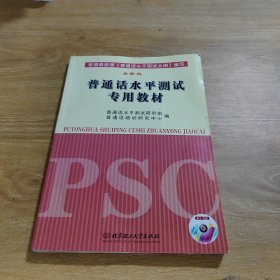 依据最新版《普通话水平测试大纲》编写
全新版
普通话水平测试
专用教材
普通话水平测试研究组
普通话培训研究中心
编
PUTONGHUA SHUIPING CESHI ZHUANYONG JIAOCAI
PSC
北京理工大学出版社